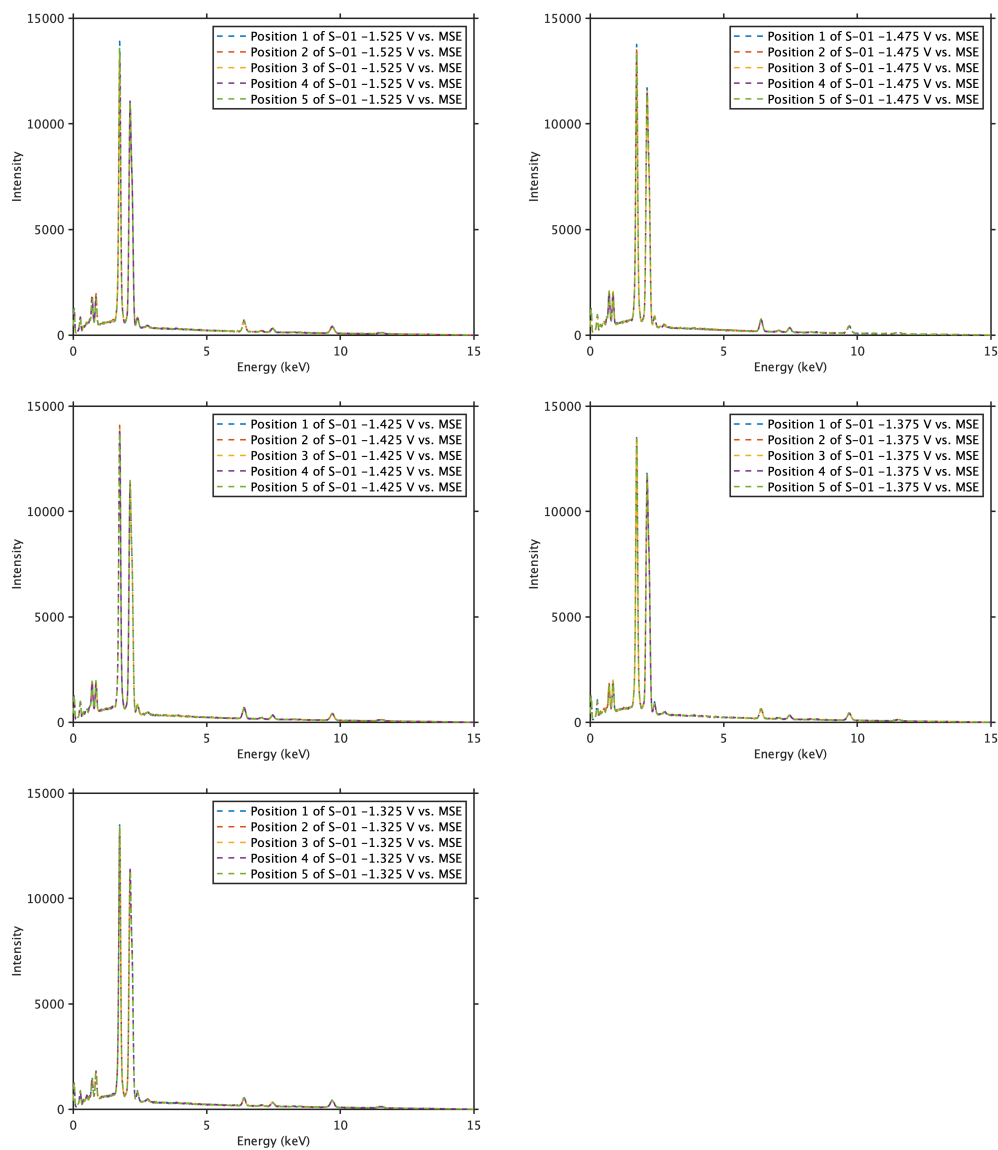 15000
10000
5000
0
0
5
10
15
Intensity
Energy (keV)
Position 1 of S-01 -1.525 V vs. MSE
Position 2 of S-01 -1.525 V vs. MSE
Position 3 of S-01 -1.525 V vs. MSE
Position 4 of S-01 -1.525 V vs. MSE
Position 5 of S-01 -1.525 V vs. MSE
15000
10000
5000
0
0
5
10
15
Intensity
Energy (keV)
Position 1 of S-01 -1.475 V vs. MSE
Position 2 of S-01 -1.475 V vs. MSE
Position 3 of S-01 -1.475 V vs. MSE
Position 4 of S-01 -1.475 V vs. MSE
Position 5 of S-01 -1.475 V vs. MSE
15000
10000
5000
0
0
5
10
15
Intensity
Energy (keV)
Position 1 of S-01 -1.425 V vs. MSE
Position 2 of S-01 -1.425 V vs. MSE
Position 3 of S-01 -1.425 V vs. MSE
Position 4 of S-01 -1.425 V vs. MSE
Position 5 of S-01 -1.425 V vs. MSE
15000
10000
5000
0
0
5
10
15
Intensity
Energy (keV)
Position 1 of S-01 -1.375 V vs. MSE
Position 2 of S-01 -1.375 V vs. MSE
Position 3 of S-01 -1.375 V vs. MSE
Position 4 of S-01 -1.375 V vs. MSE
Position 5 of S-01 -1.375 V vs. MSE
15000
10000
5000
0
0
5
10
15
Intensity
Energy (keV)
Position 1 of S-01 -1.325 V vs. MSE
Position 2 of S-01 -1.325 V vs. MSE
Position 3 of S-01 -1.325 V vs. MSE
Position 4 of S-01 -1.325 V vs. MSE
Position 5 of S-01 -1.325 V vs. MSE